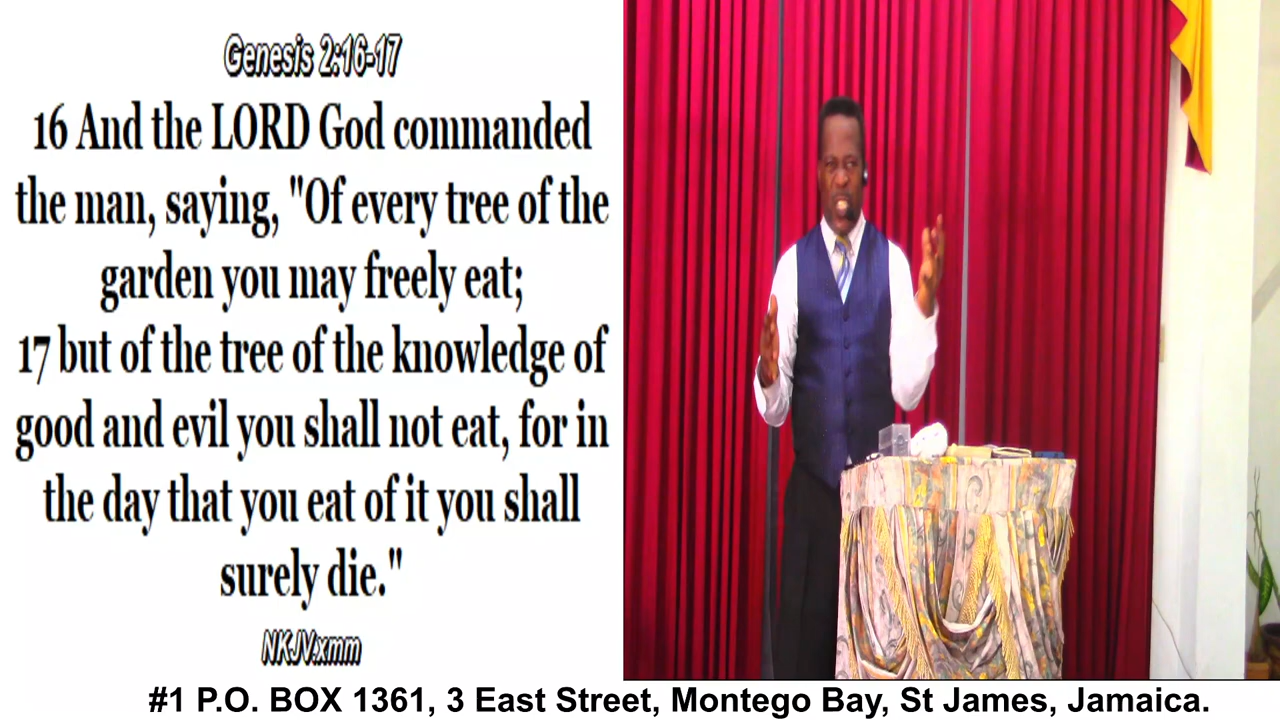 Genesis 2:16-17
16 And the LORD God commanded
the man, saying, "Of every tree of the
garden you may freely eat;
17 but of the tree of the knowledge of
good and evil you shall not eat, for in
the day that you eat of it you shall
surely die."
NKJV.xmm
#1 P.O. BOX 1361, 3 East Street, Montego Bay, St James, Jamaica.